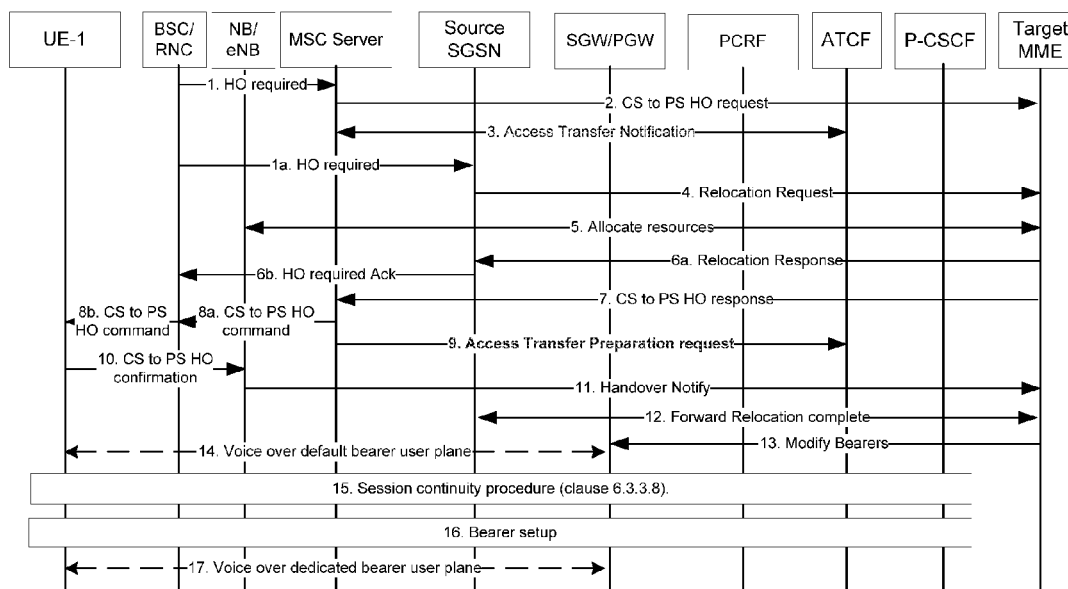 UE-1
BSC/
RNC
NB/
eNB
MSC Server
Source
SGSN
SGW/PGW
PCRF
ATCF
P-CSCF
Target
MME
1. HO required
2. CS to PS HO request
3. Access Transfer Notification
1a. HO required
4. Relocation Request
5. Allocate resources
6a. Relocation Response
6b. HO required Ack
7. CS to PS HO response
8b. CS to PS
HO command
8a. CS to PS HO
command
9. Access Transfer Preparation request
10. CS to PS HO
confirmation
11. Handover Notify
12. Forward Relocation complete
13. Modify Bearers
14. Voice over default bearer user plane
15. Session continuity procedure (clause 6.3.3.8).
16. Bearer setup
17. Voice over dedicated bearer user plane